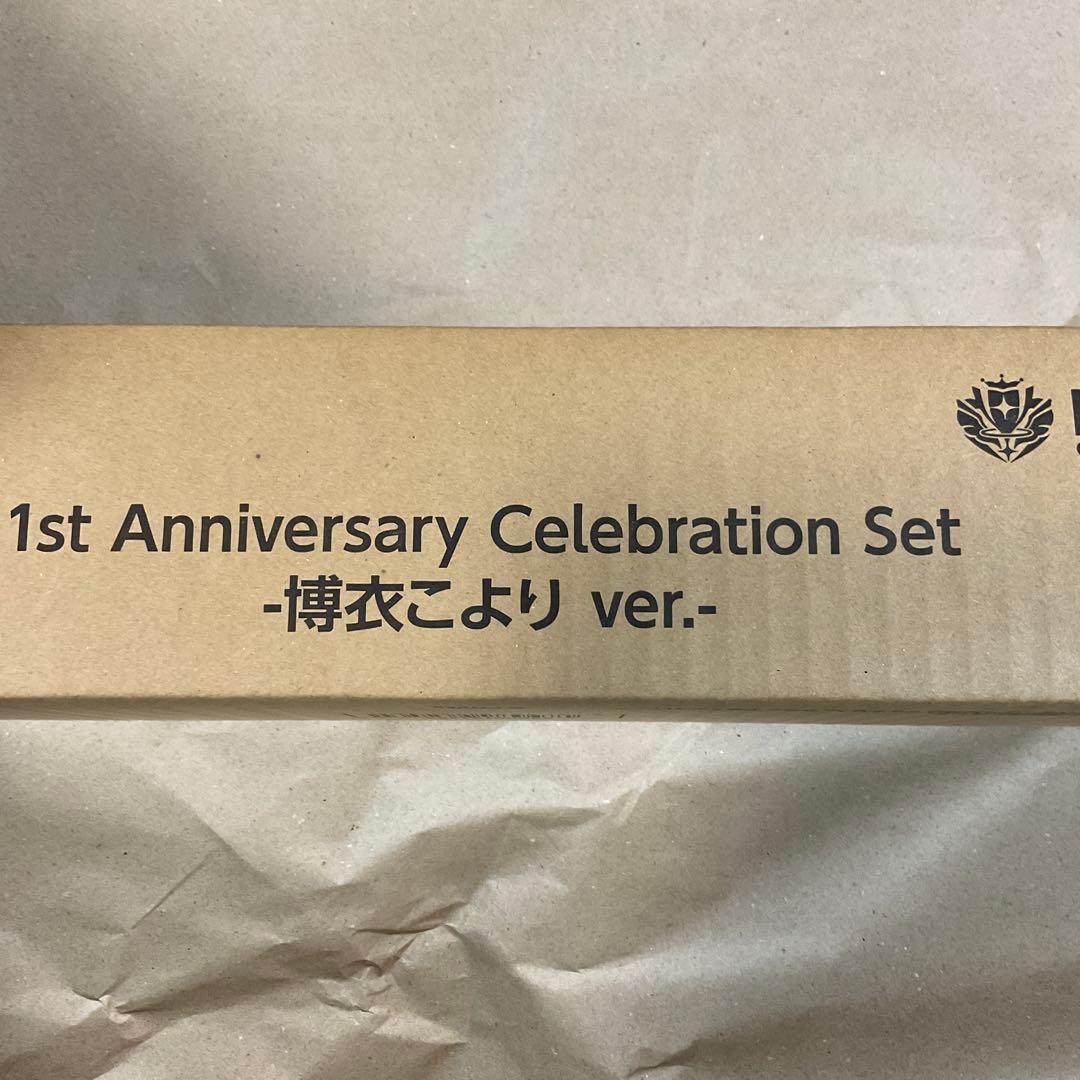 1st Anniversary Celebration Set
-博衣こより ver.-